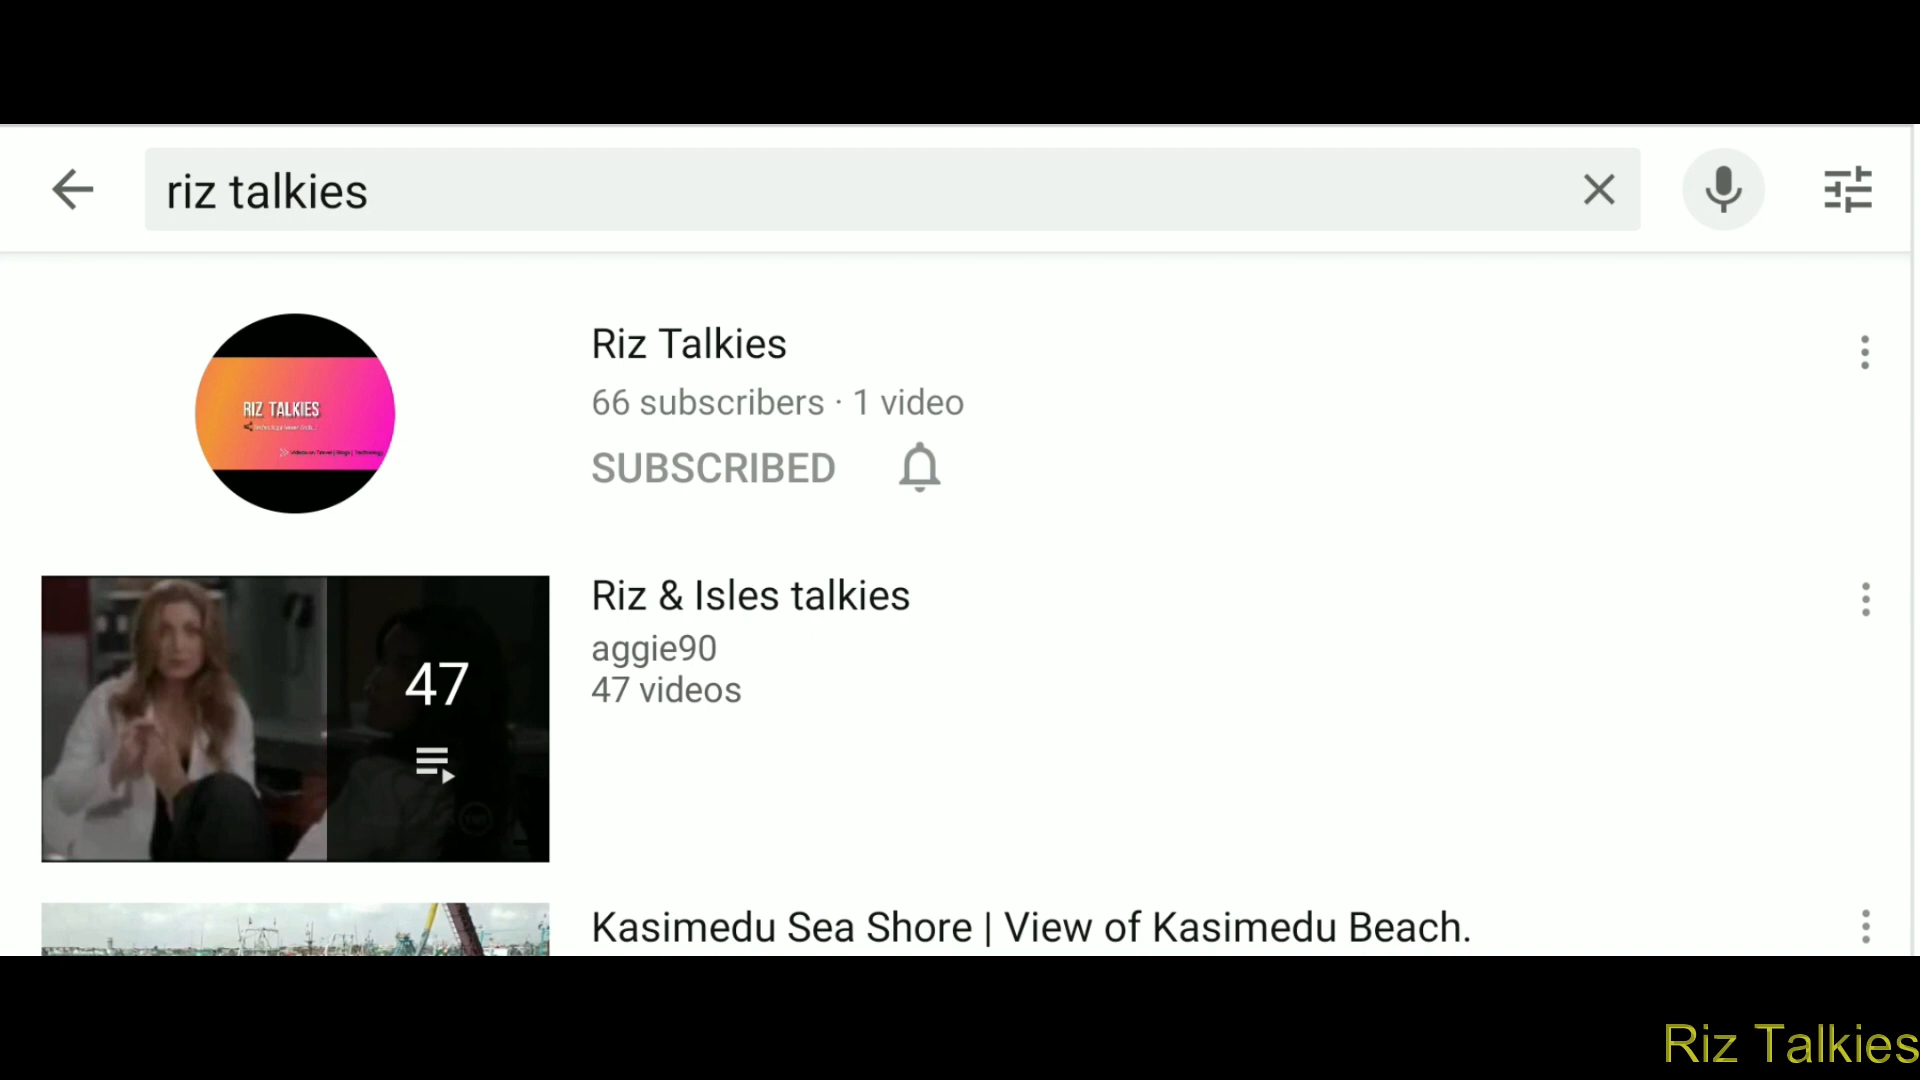 riz talkies
RIZ TALKIES
Riz Talkies
66 subscribers · 1 video
SUBSCRIBED
47
Riz & Isles talkies
aggie90
47 videos
Kasimedu Sea Shore | View of Kasimedu Beach.
Riz Talkies